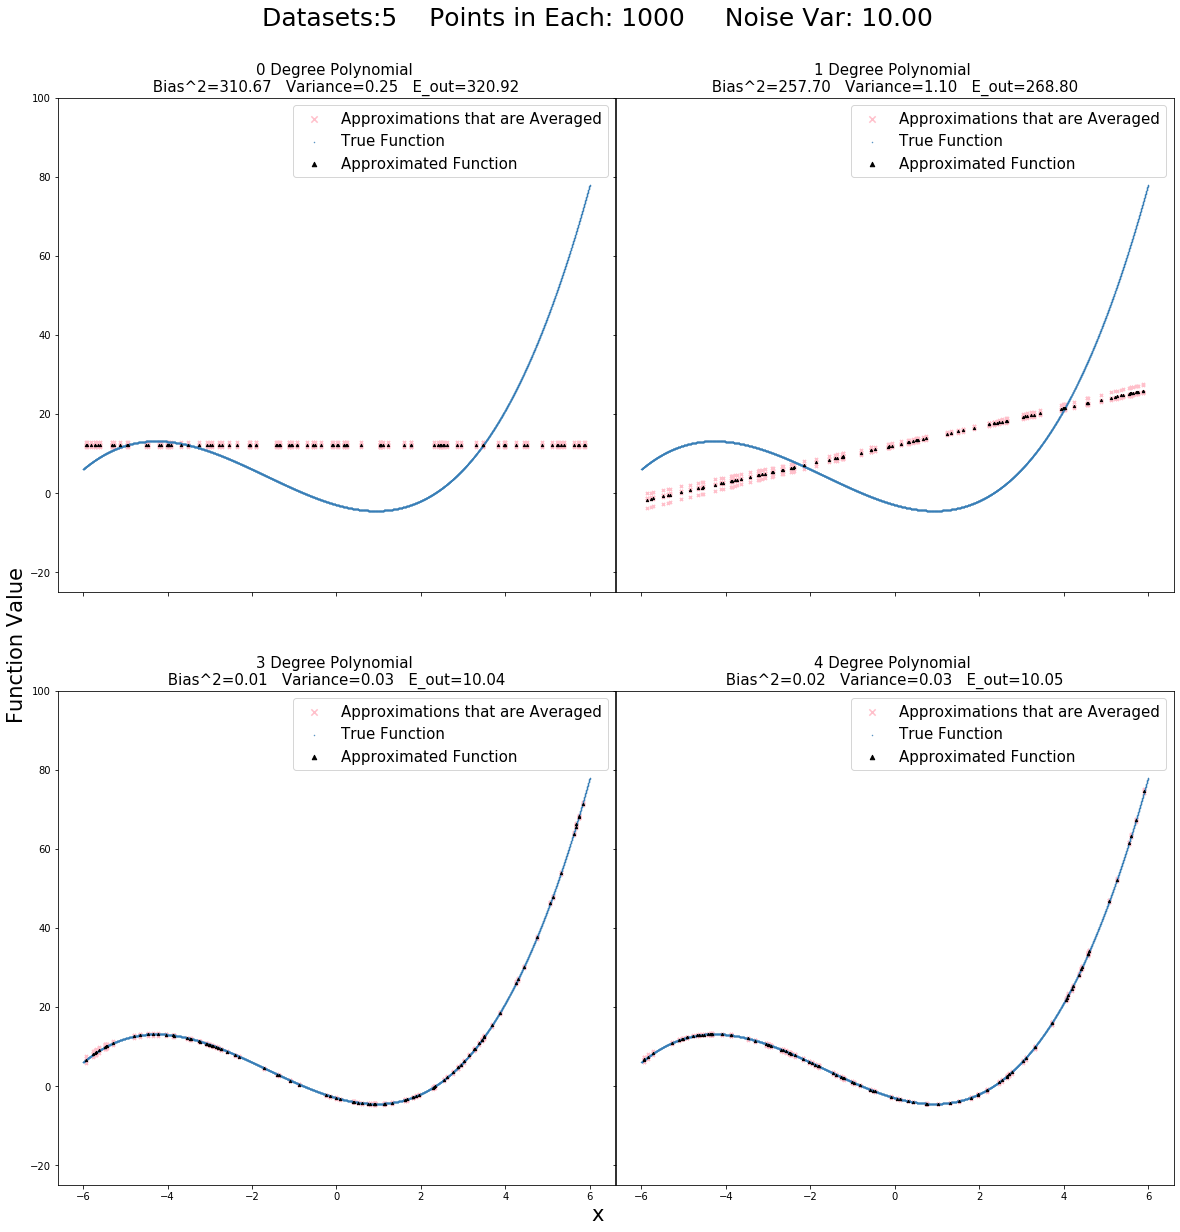 Datasets:5    Points in Each: 1000     Noise Var: 10.00
0 Degree Polynomial
Bias^2=310.67   Variance=0.25   E_out=320.92
Approximations that are Averaged
True Function
Approximated Function
100
80
60
40
20
0
−20
1 Degree Polynomial
Bias^2=257.70   Variance=1.10   E_out=268.80
Approximations that are Averaged
True Function
Approximated Function
Function Value
3 Degree Polynomial
Bias^2=0.01   Variance=0.03   E_out=10.04
Approximations that are Averaged
True Function
Approximated Function
100
80
60
40
20
0
−20
−6 −4 −2 0 2 4 6
4 Degree Polynomial
Bias^2=0.02   Variance=0.03   E_out=10.05
Approximations that are Averaged
True Function
Approximated Function
−6 −4 −2 0 2 4 6
x